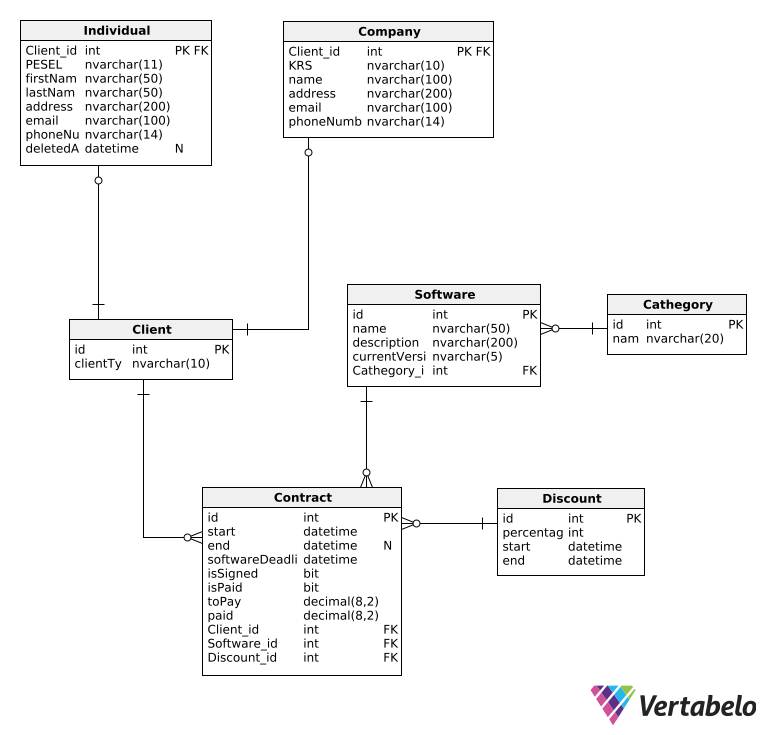 Individual
Client_id int PK FK
PESEL nvarchar(11)
firstNam nvarchar(50)
lastNam nvarchar(50)
address nvarchar(200)
email nvarchar(100)
phoneNu nvarchar(14)
deletedA datetime N
Company
Client_id int PK FK
KRS nvarchar(10)
name nvarchar(100)
address nvarchar(200)
email nvarchar(100)
phoneNumb nvarchar(14)
Software
id int PK
name nvarchar(50)
description nvarchar(200)
currentVersi nvarchar(5)
Cathegory_i int FK
Cathegory
id int PK
nam nvarchar(20)
Client
id int PK
clientTy nvarchar(10)
Contract
id int PK
start datetime
end datetime N
softwareDeadli datetime
isSigned bit
isPaid bit
toPay decimal(8,2)
paid decimal(8,2)
Client_id int FK
Software_id int FK
Discount_id int FK
Discount
id int PK
percentag int
start datetime
end datetime
Vertabelo